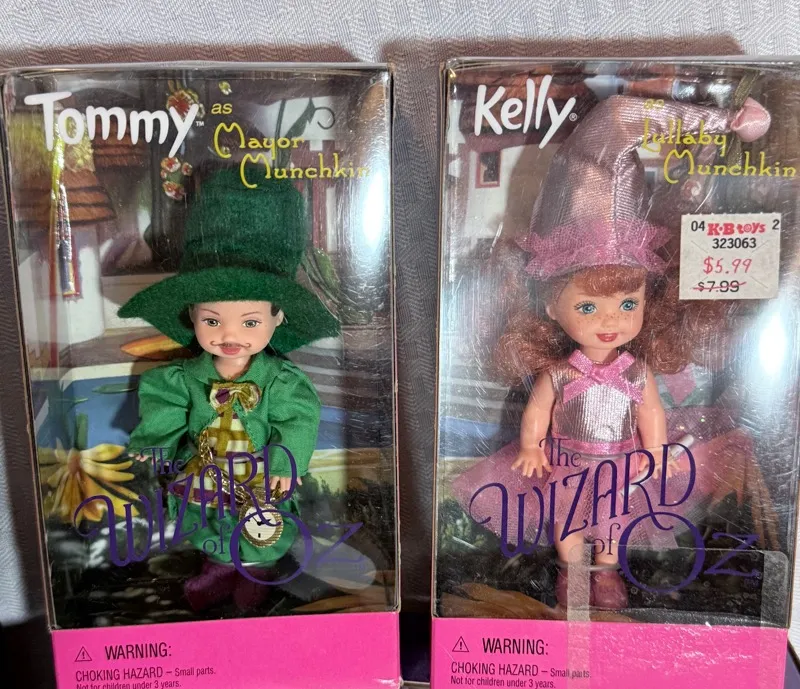 Tommy™ as
Mayor
Munchkin
The
WIZARD
of OZ
⚠ WARNING:
CHOKING HAZARD – Small parts.
Not for children under 3 years.
Kelly® as
Lullaby
Munchkin
04 K·B toys 2
323063
$5.99
$7.99
The
WIZARD
of OZ
⚠ WARNING:
CHOKING HAZARD – Small parts.
Not for children under 3 years.